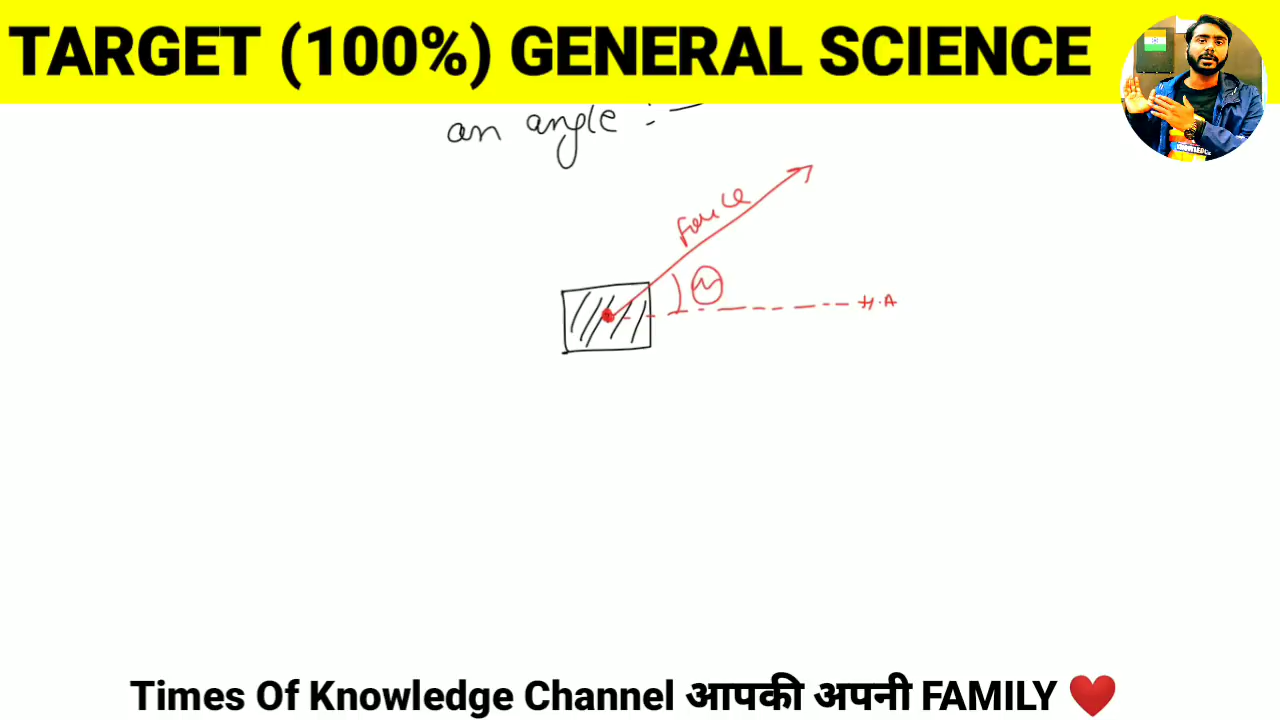 TARGET (100%) GENERAL SCIENCE
an angle : –
Force
θ
H.A
Times Of Knowledge Channel आपकी अपनी FAMILY ❤️